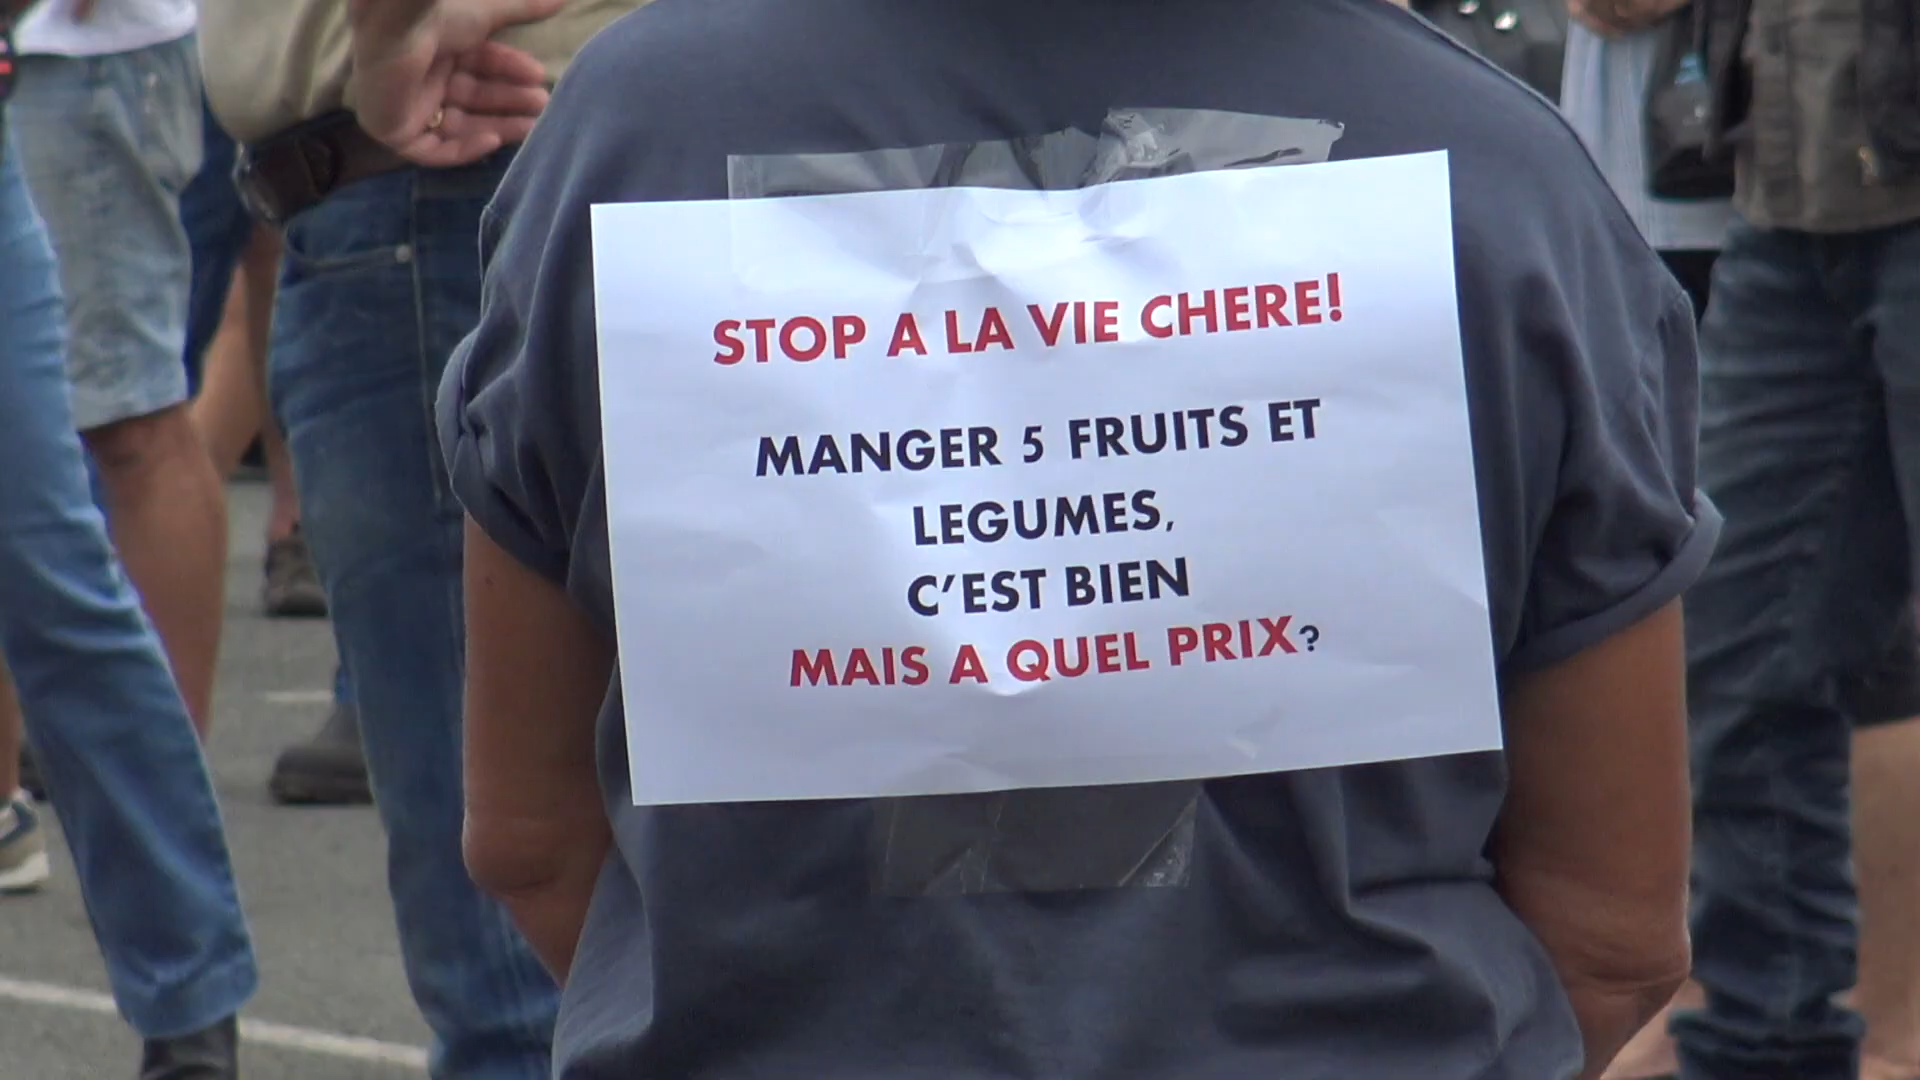 STOP A LA VIE CHERE!
MANGER 5 FRUITS ET
LEGUMES,
C'EST BIEN
MAIS A QUEL PRIX?